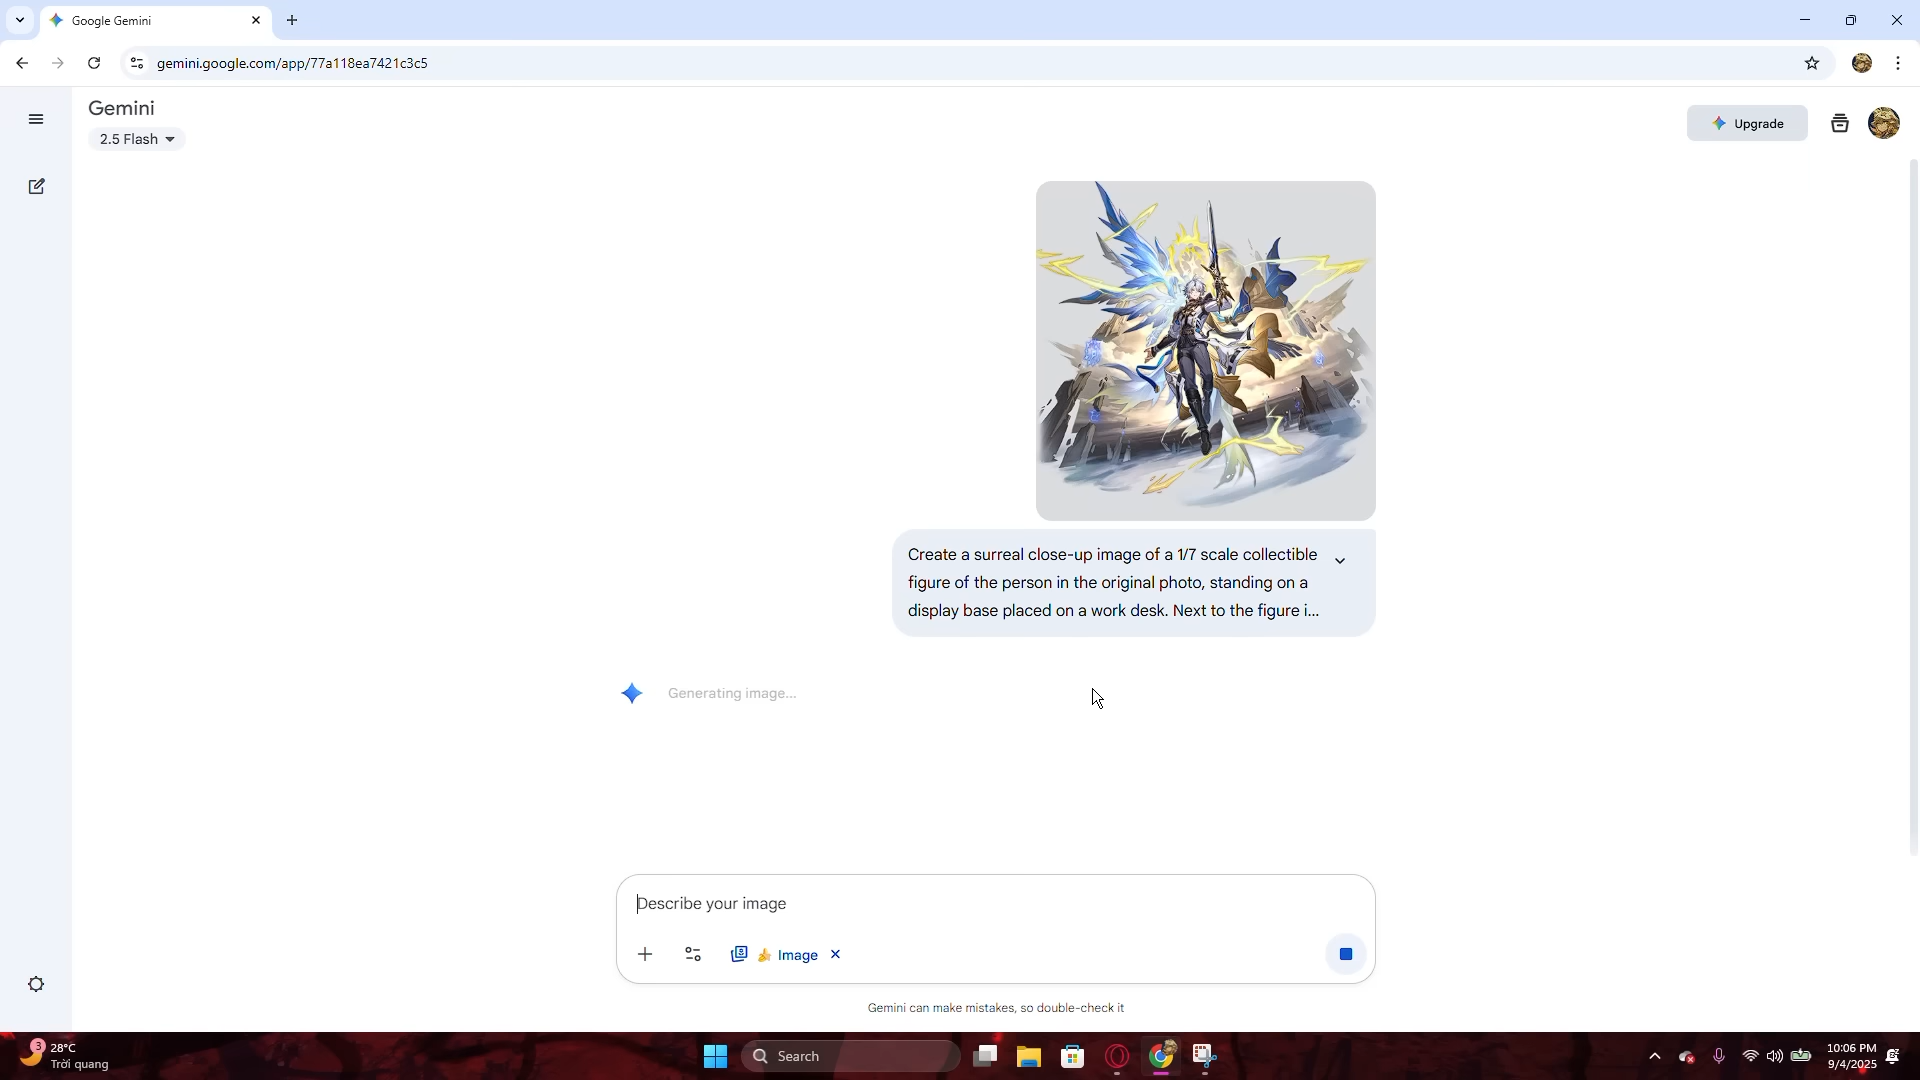 Google Gemini
gemini.google.com/app/77a118ea7421c3c5
Gemini
2.5 Flash
Upgrade
Create a surreal close-up image of a 1/7 scale collectible
figure of the person in the original photo, standing on a
display base placed on a work desk. Next to the figure i...
Generating image...
Describe your image
Image
Gemini can make mistakes, so double-check it
3
28°C
Trời quang
Search
10:06 PM
9/4/2025